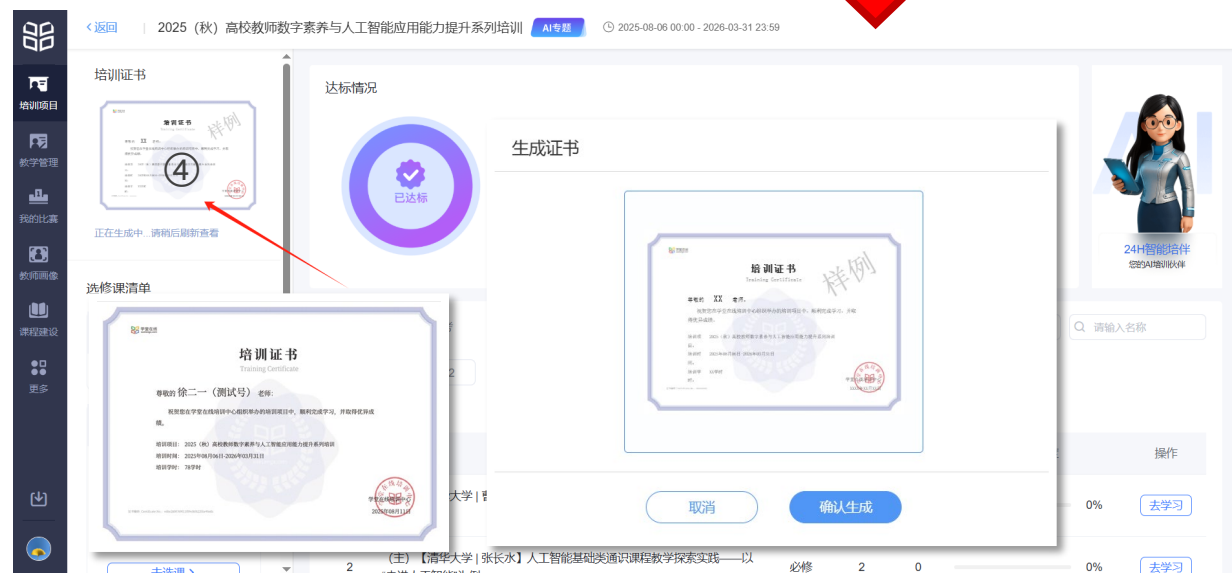 返回
2025（秋）高校教师数字素养与人工智能应用能力提升系列培训
AI专题
2025-08-06 00:00 - 2026-03-31 23:59
培训项目
教学管理
我的比赛
教师画像
课程建设
更多
培训证书
培训证书
样例
④
正在生成中...请稍后刷新查看
选修课清单
培训证书
Training Certificate
尊敬的 徐二一（测试号） 老师：
祝贺您在学堂在线培训中心组织举办的培训项目中，顺利完成学习，并取得优异成
绩。
培训项目： 2025（秋）高校教师数字素养与人工智能应用能力提升系列培训
培训时间： 2025年08月06日-2026年03月31日
培训学时： 78学时
2025年08月11日
去选课
达标情况
已达标
生成证书
培训证书
Training Certificate
样例
尊敬的 XX 老师，
取消
确认生成
24H智能培伴
您的AI培训伙伴
请输入名称
2
操作
大学 |
0%
去学习
2
（主）【清华大学 | 张长水】人工智能基础类通识课程教学探索实践——以
必修
2
0
0%
去学习